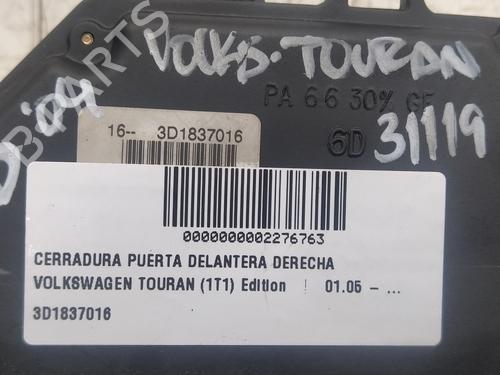 VOLKS. TOURAN
PA 6 6 30% GF
'04
16-- 3D1837016
6D
31119
0000000002276763
CERRADURA PUERTA DELANTERA DERECHA
VOLKSWAGEN TOURAN (1T1) Edition ! 01.05 - ...
3D1837016